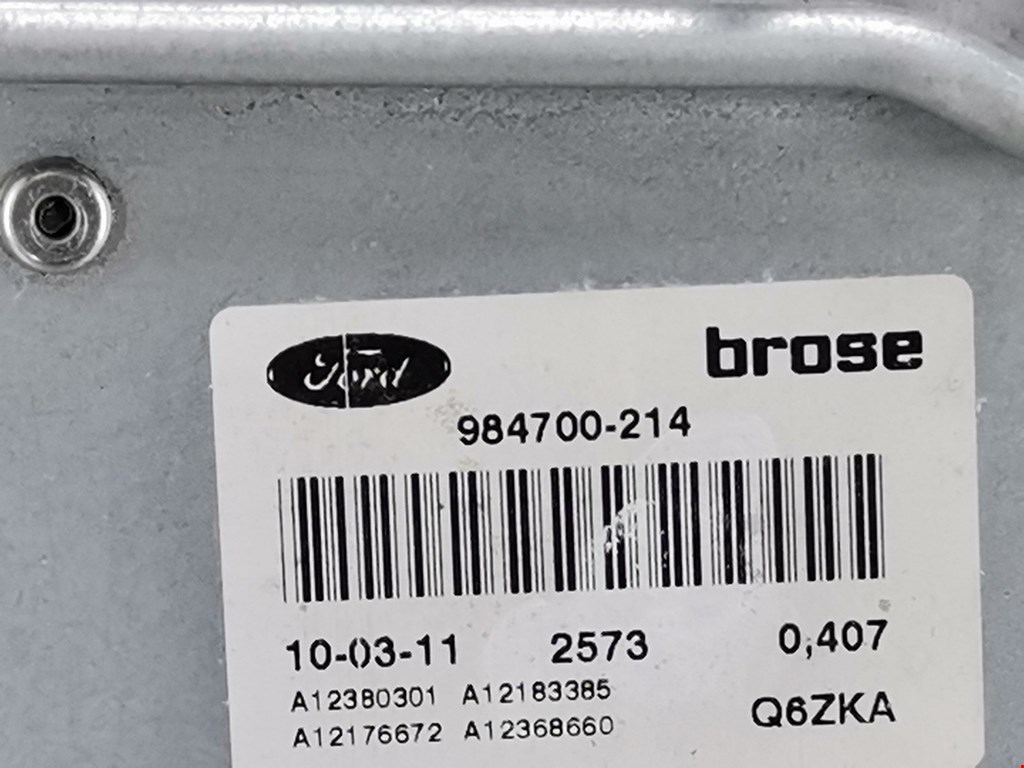 Ford brose
984700-214
10-03-11 2573 0,407
A12380301 A12183385
A12176672 A12368660 Q6ZKA